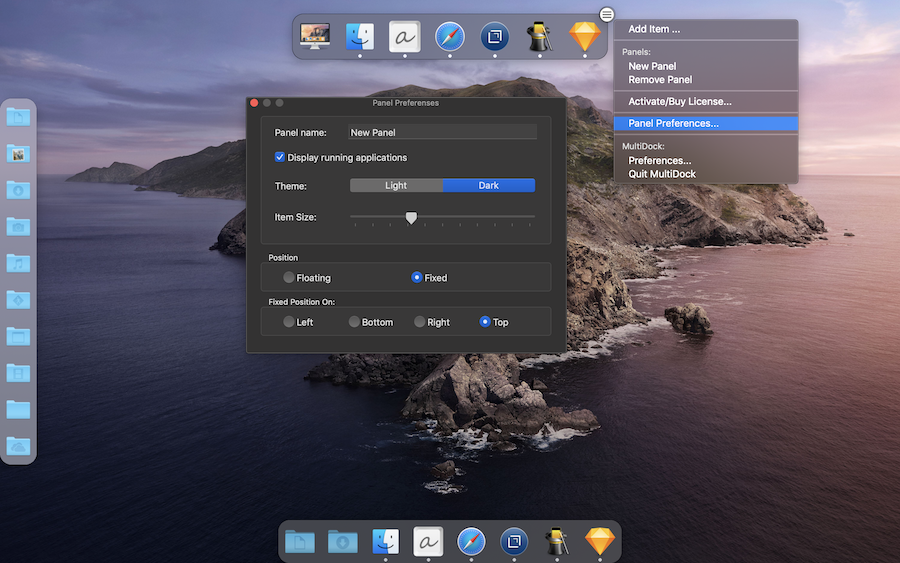 Add Item ...
Panels:
New Panel
Remove Panel
Activate/Buy License...
Panel Preferences...
MultiDock:
Preferences...
Quit MultiDock
Panel Preferenses
Panel name: New Panel
Display running applications
Theme: Light Dark
Item Size:
Position
Floating Fixed
Fixed Position On:
Left Bottom Right Top
a
a